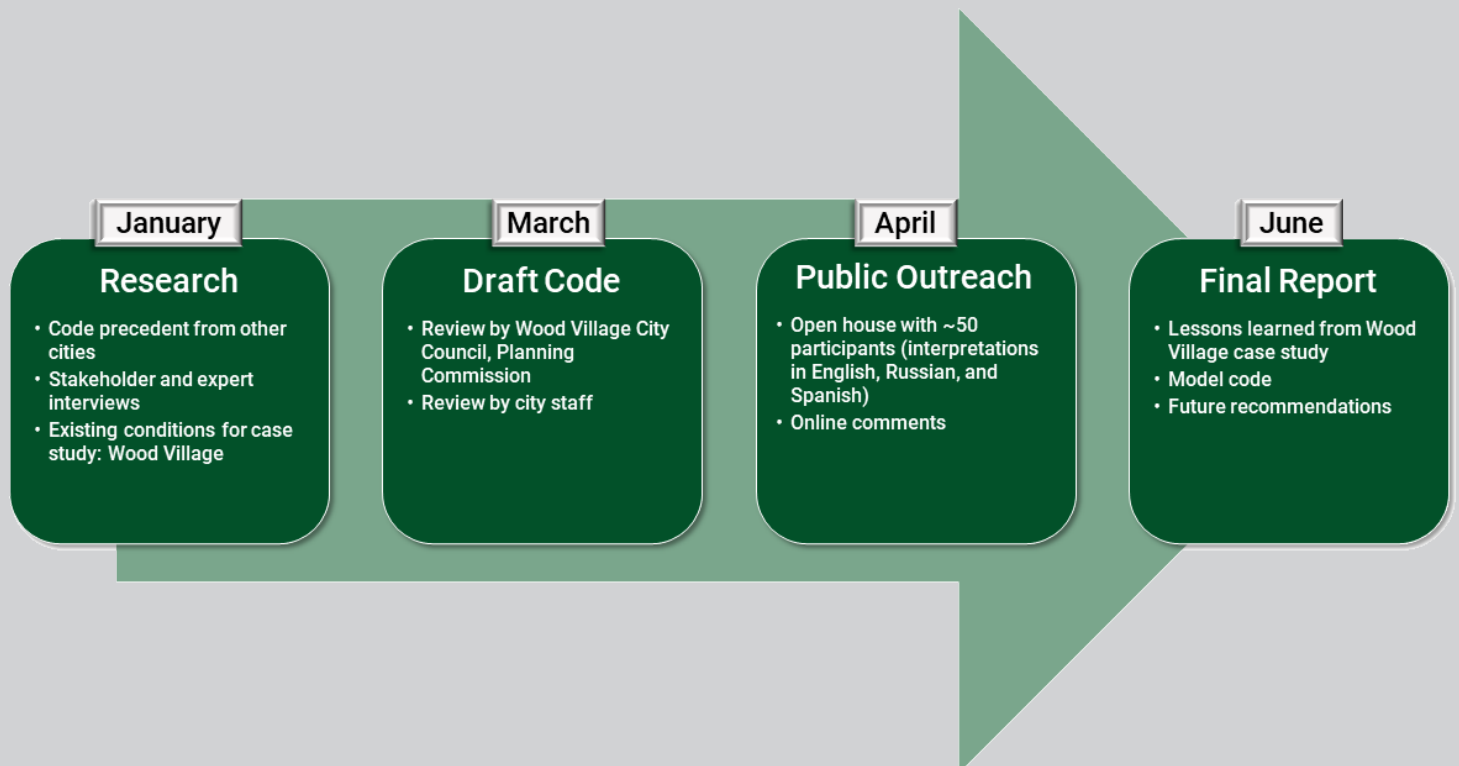 January
Research
• Code precedent from other
cities
• Stakeholder and expert
interviews
• Existing conditions for case
study: Wood Village
March
Draft Code
• Review by Wood Village City
Council, Planning
Commission
• Review by city staff
April
Public Outreach
• Open house with ~50
participants (interpretations
in English, Russian, and
Spanish)
• Online comments
June
Final Report
• Lessons learned from Wood
Village case study
• Model code
• Future recommendations